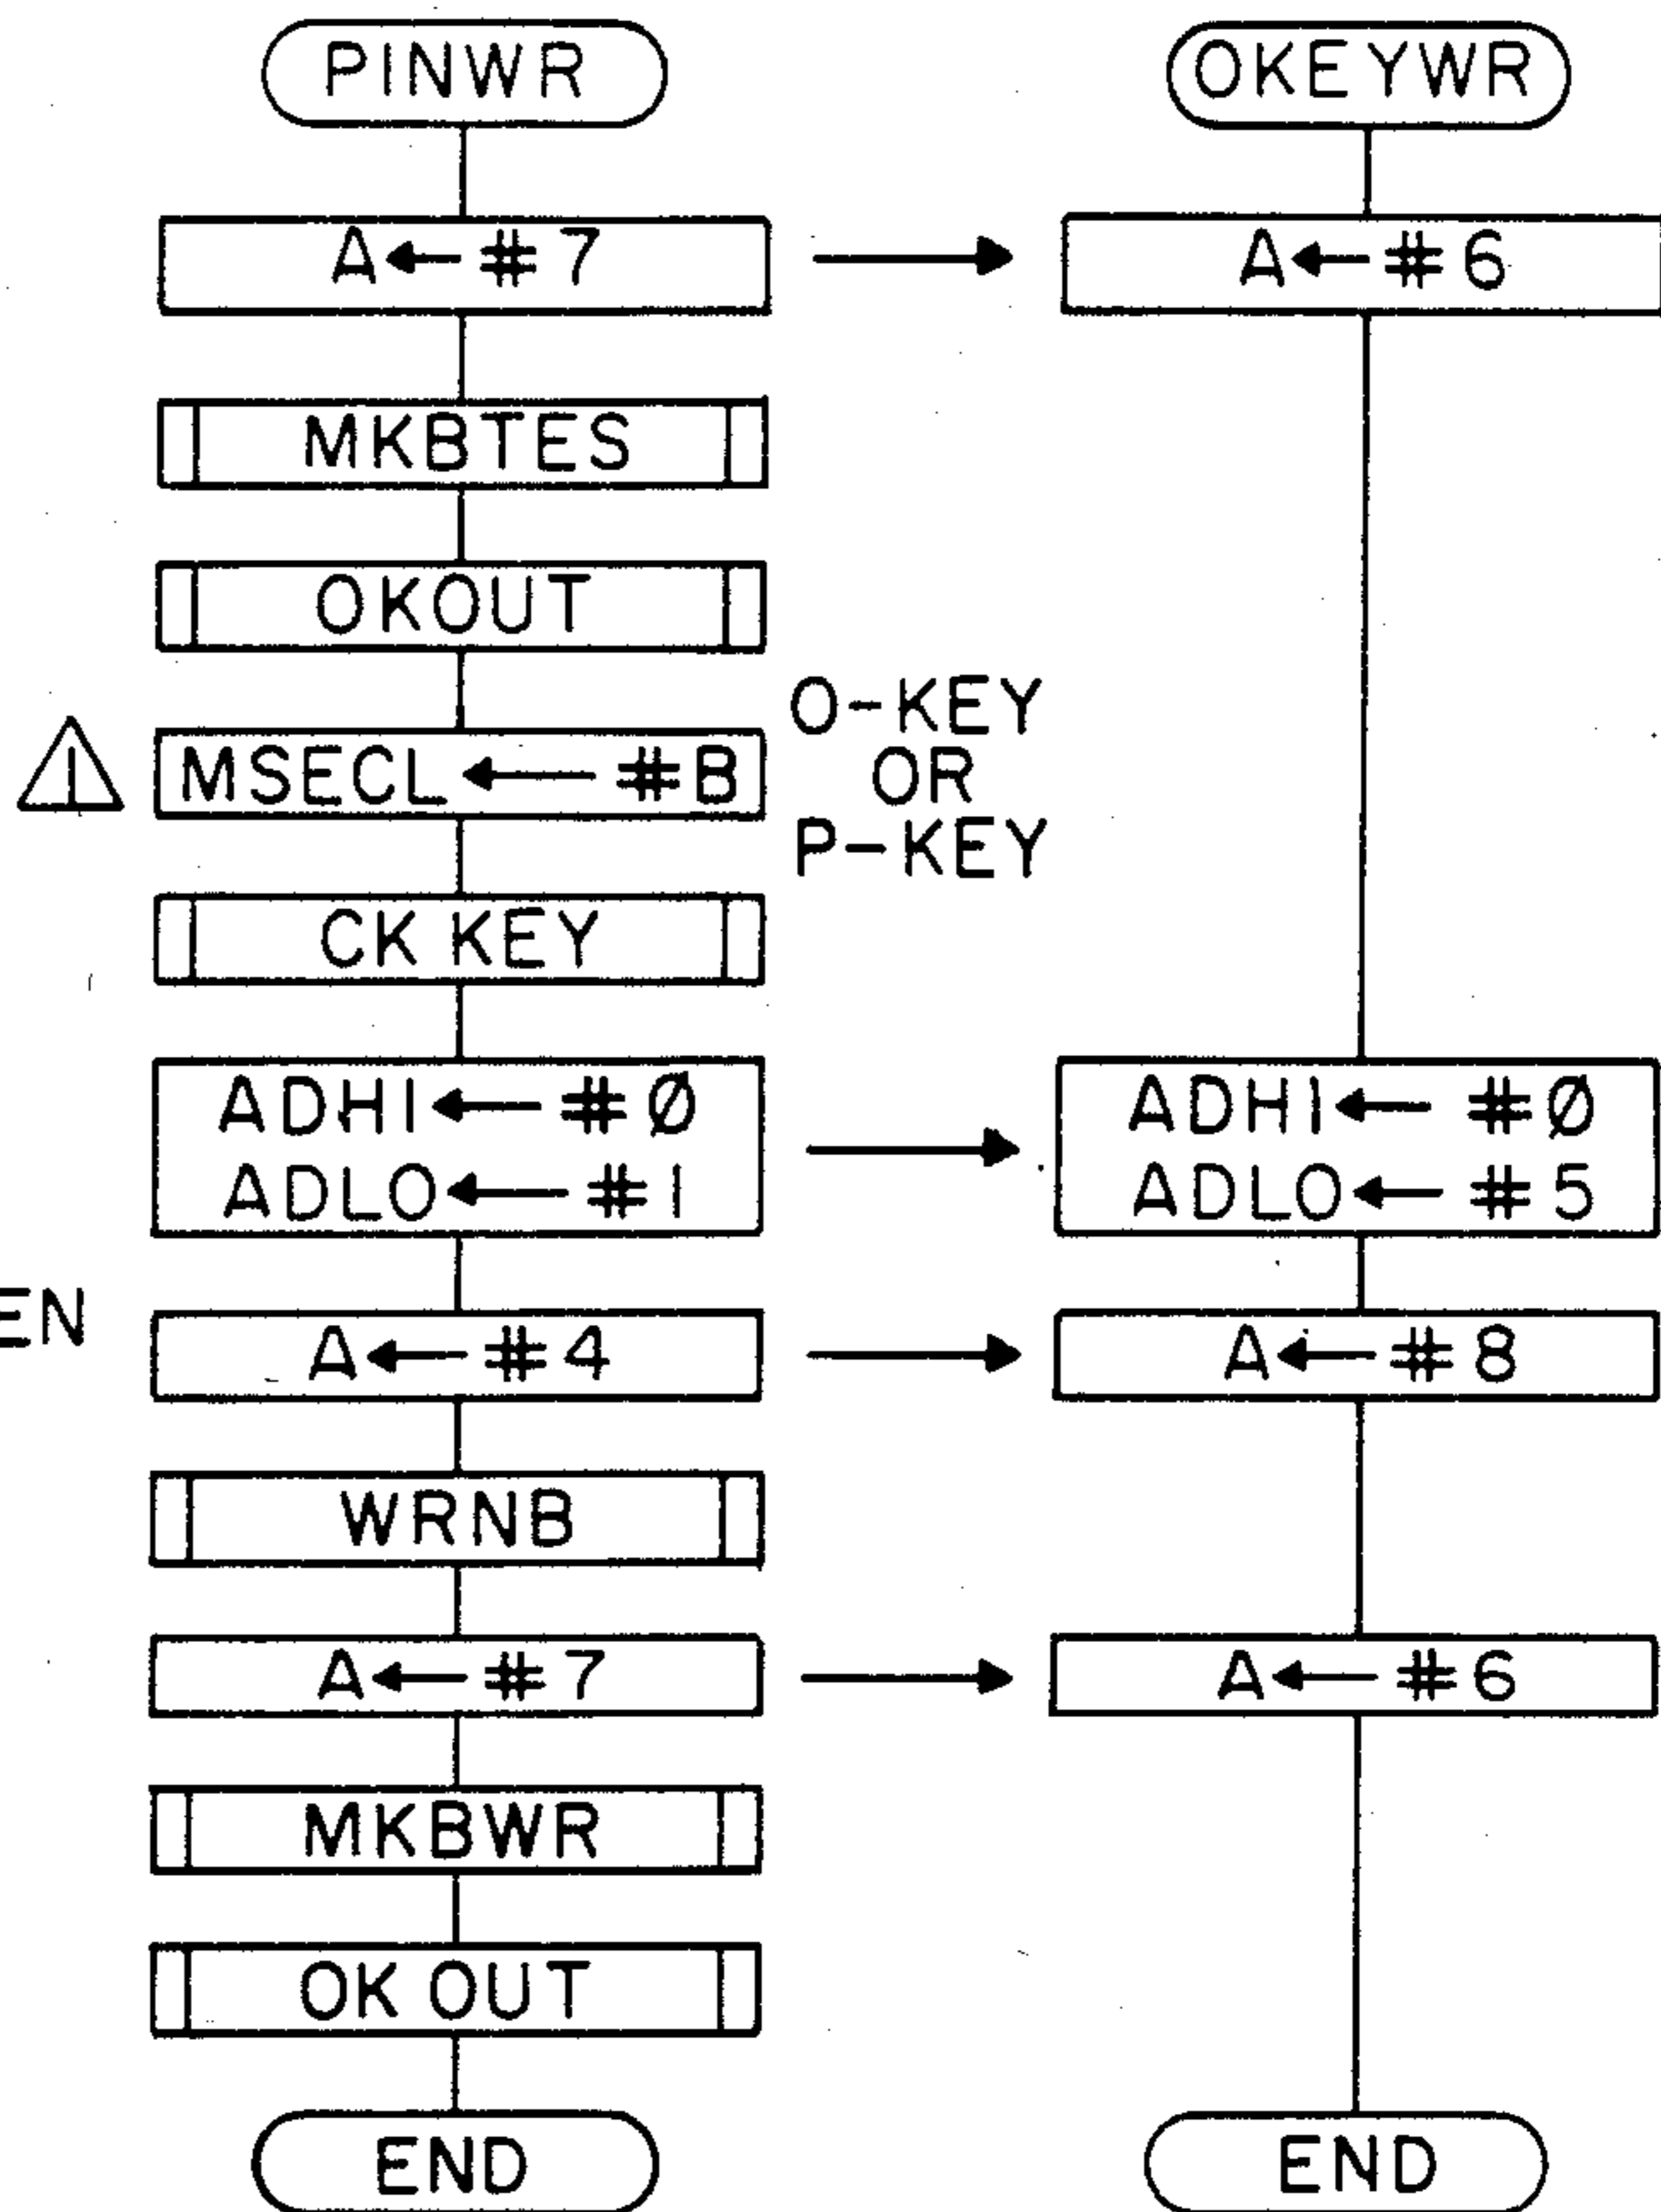 PINWR
A ← # 7
MKBTES
OKOUT
MSECL ← # B
O-KEY
OR
P-KEY
CK KEY
ADHI ← # Ø
ADLO ← # 1
EN
A ← # 4
WRNB
A ← # 7
MKBWR
OK OUT
END
OKEYWR
A ← # 6
ADHI ← # Ø
ADLO ← # 5
A ← # 8
A ← # 6
END